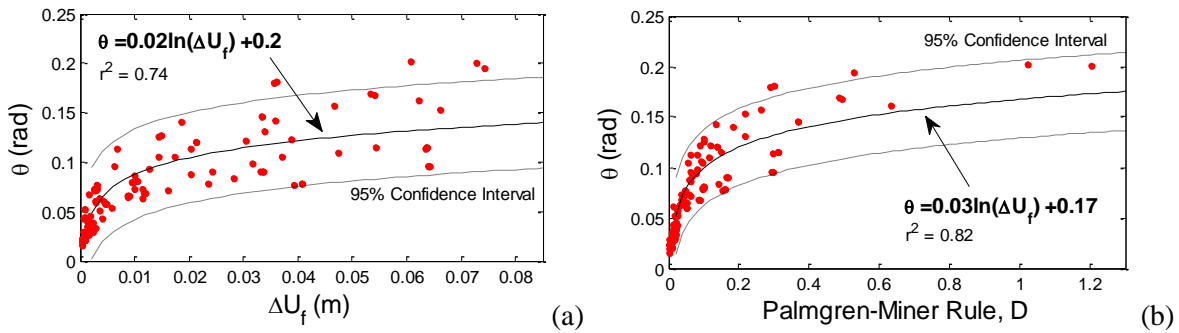 0.25
0.2
0.15
0.1
0.05
0
θ (rad)
θ =0.02ln(ΔU_f) +0.2
r² = 0.74
95% Confidence Interval
0 0.01 0.02 0.03 0.04 0.05 0.06 0.07 0.08
ΔU_f (m)
(a)
0.25
0.2
0.15
0.1
0.05
0
θ (rad)
95% Confidence Interval
θ =0.03ln(ΔU_f) +0.17
r² = 0.82
0 0.2 0.4 0.6 0.8 1.0 1.2
Palmgren-Miner Rule, D
(b)